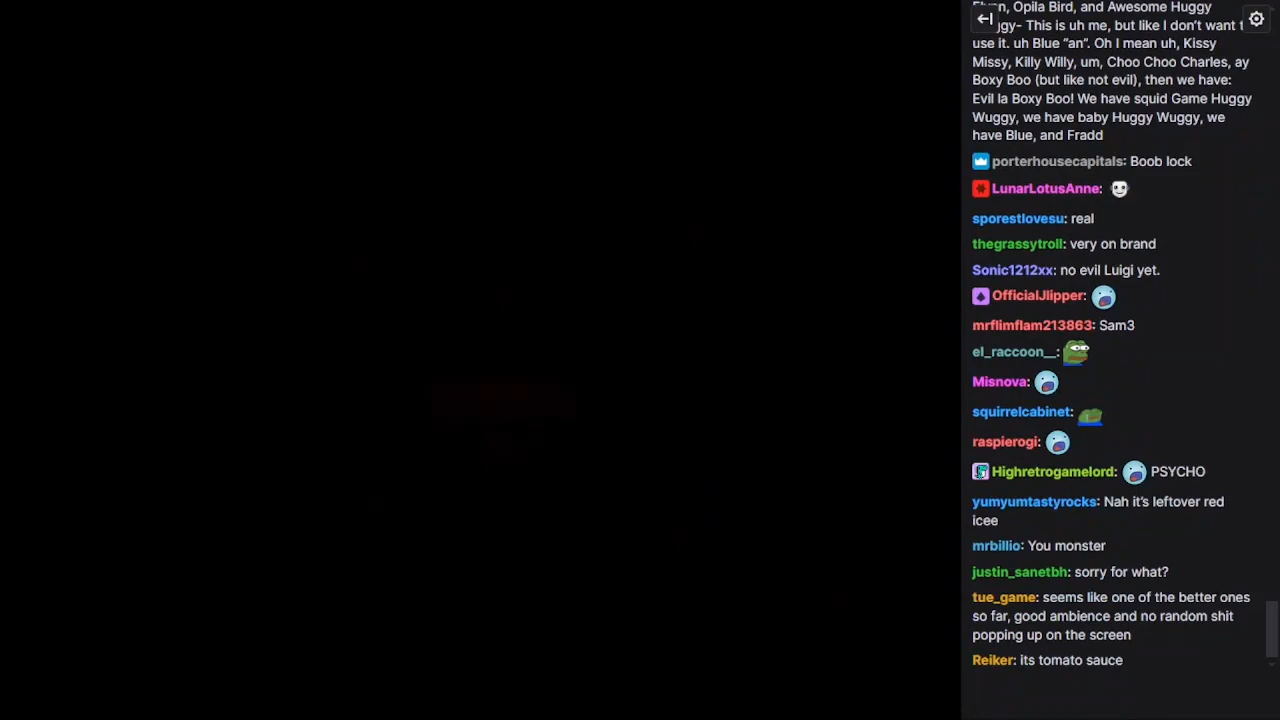 Opila Bird, and Awesome Huggy
This is uh me, but like I don't want
use it. uh Blue "an". Oh I mean uh, Kissy
Missy, Killy Willy, um, Choo Choo Charles, ay
Boxy Boo (but like not evil), then we have:
Evil la Boxy Boo! We have squid Game Huggy
Wuggy, we have baby Huggy Wuggy, we
have Blue, and Fradd
porterhousecapitals: Boob lock
LunarLotusAnne:
sporestlovesu: real
thegrassytroll: very on brand
Sonic1212xx: no evil Luigi yet.
OfficialJlipper:
mrflimflam213863: Sam3
el_raccoon__:
Misnova:
squirrelcabinet:
raspierogi:
Highretrogamelord: PSYCHO
yumyumtastyrocks: Nah it's leftover red
icee
mrbillio: You monster
justin_sanetbh: sorry for what?
tue_game: seems like one of the better ones
so far, good ambience and no random shit
popping up on the screen
Reiker: its tomato sauce